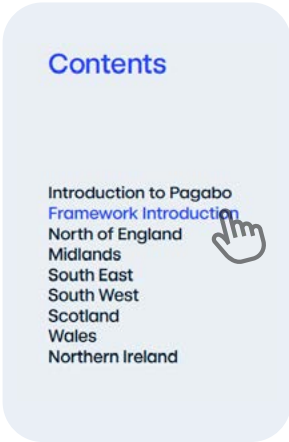 Contents
Introduction to Pagabo
Framework Introduction
North of England
Midlands
South East
South West
Scotland
Wales
Northern Ireland